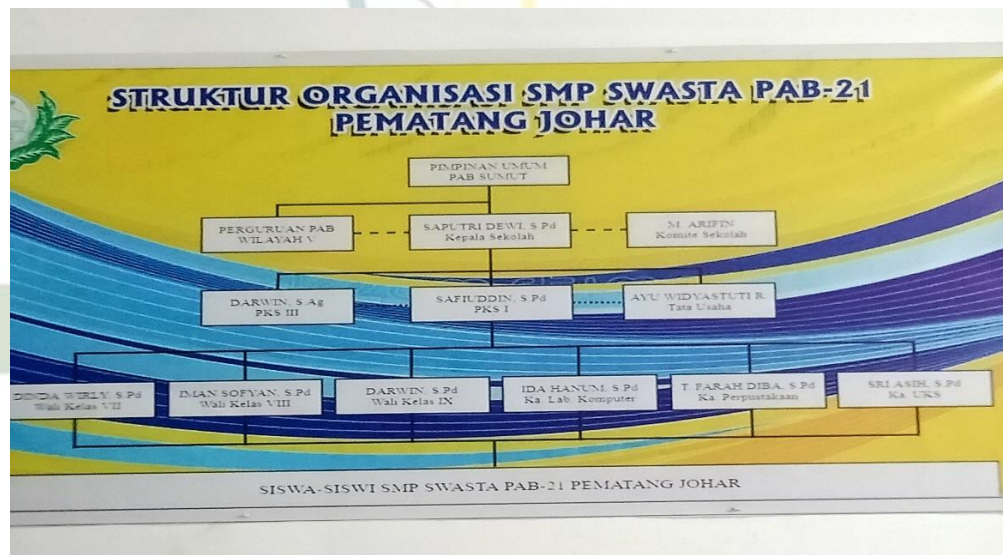 STRUKTUR ORGANISASI SMP SWASTA PAB-21
PEMATANG JOHAR
PIMPINAN UMUM
PAB SUMUT
PERGURUAN PAB
WILAYAH V
SAPUTRI DEWI, S.Pd
Kepala Sekolah
M. ARIFIN
Komite Sekolah
DARWIN, S.Ag
PKS III
SAFIUDDIN, S.Pd
PKS I
AYU WIDYASTUTI R.
Tata Usaha
DINDA WIRLY, S.Pd
Wali Kelas VII
IMAN SOFYAN, S.Pd
Wali Kelas VIII
DARWIN, S.Pd
Wali Kelas IX
IDA HANUM, S.Pd
Ka. Lab. Komputer
T. FARAH DIBA, S.Pd
Ka. Perpustakaan
SRI ASIH, S.Pd
Ka. UKS
SISWA-SISWI SMP SWASTA PAB-21 PEMATANG JOHAR